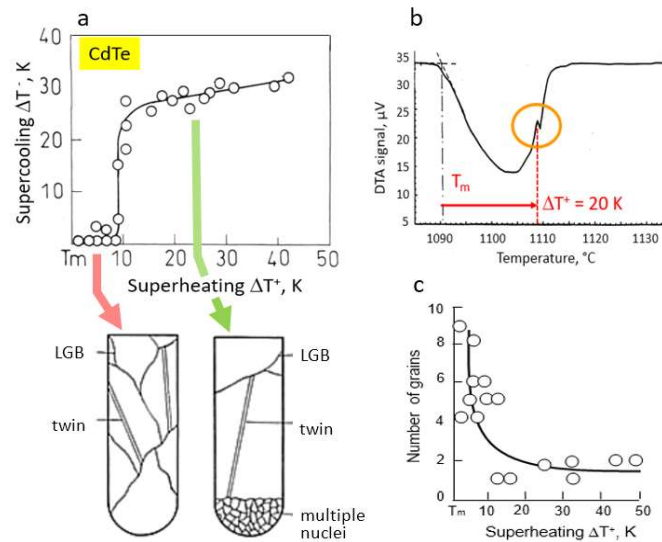 a
CdTe
Supercooling ΔT⁻, K
40
30
20
10
Tm 10 20 30 40 50
Superheating ΔT⁺, K
LGB
twin
LGB
twin
multiple
nuclei
b
DTA signal, µV
35
30
25
20
15
10
5
Tₘ
ΔT⁺ = 20 K
1090 1100 1110 1120 1130
Temperature, °C
c
Number of grains
10
8
6
4
2
0
Tm 10 20 30 40 50
Superheating ΔT⁺, K